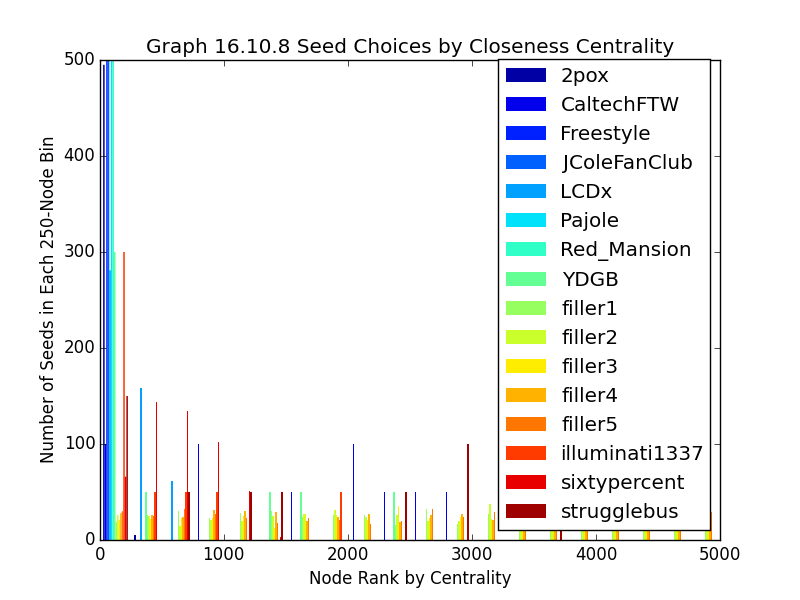 Graph 16.10.8 Seed Choices by Closeness Centrality
500
400
300
200
100
0
Number of Seeds in Each 250-Node Bin
2pox
CaltechFTW
Freestyle
JColeFanClub
LCDx
Pajole
Red_Mansion
YDGB
filler1
filler2
filler3
filler4
filler5
illuminati1337
sixtypercent
strugglebus
0 1000 2000 3000 4000 5000
Node Rank by Centrality